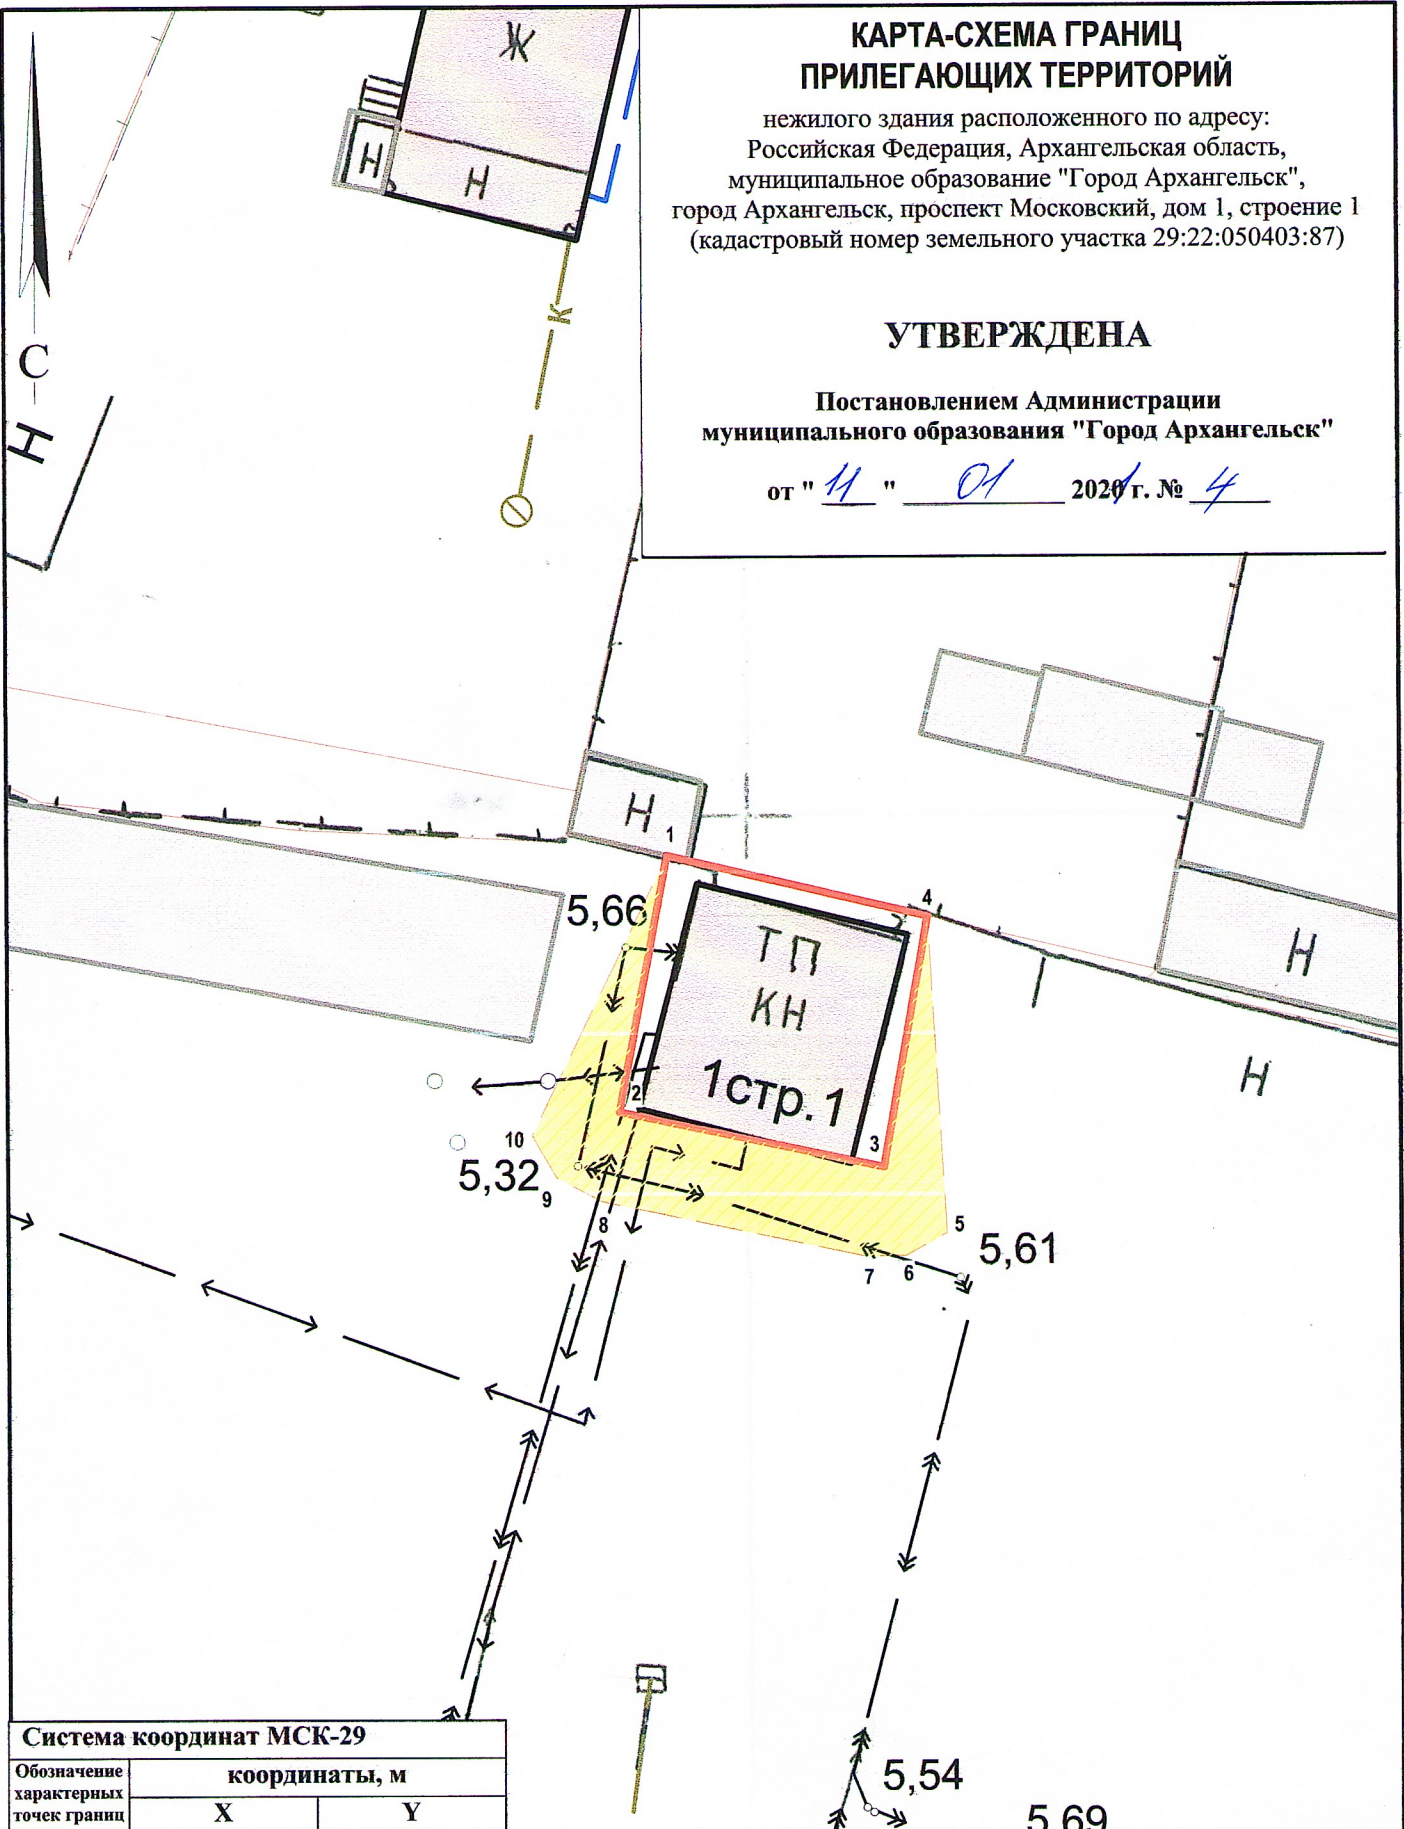 КАРТА-СХЕМА ГРАНИЦ
ПРИЛЕГАЮЩИХ ТЕРРИТОРИЙ
нежилого здания расположенного по адресу:
Российская Федерация, Архангельская область,
муниципальное образование "Город Архангельск",
город Архангельск, проспект Московский, дом 1, строение 1
(кадастровый номер земельного участка 29:22:050403:87)
УТВЕРЖДЕНА
Постановлением Администрации
муниципального образования "Город Архангельск"
от " 11 " 01 2021 г. № 4
Ж
Н
Н
К
С
Н
Н
1
4
5,66
ТП
КН
Н
1стр.1
Н
2
3
10
5,32
9
8
5
5,61
7
6
5,54
5,69
Система координат МСК-29
Обозначение
характерных
точек границ
координаты, м
X
Y